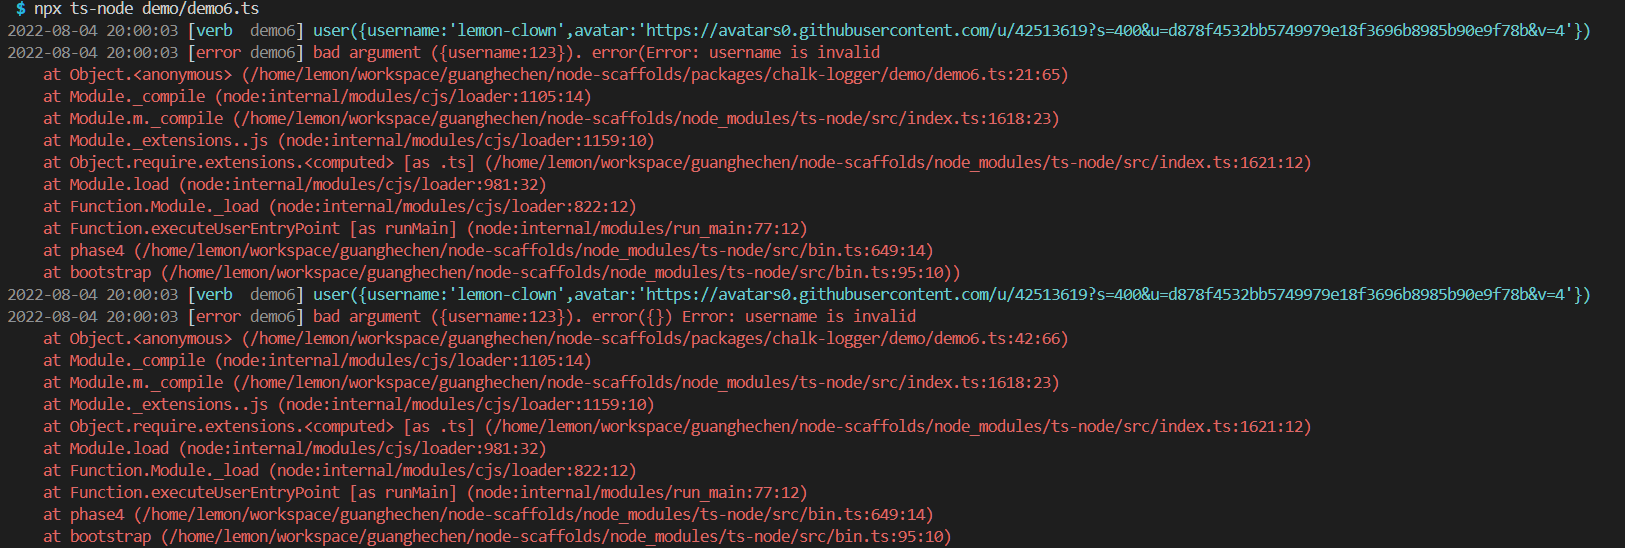 $ npx ts-node demo/demo6.ts
2022-08-04 20:00:03 [verb  demo6] user({username:'lemon-clown',avatar:'https://avatars0.githubusercontent.com/u/42513619?s=400&u=d878f4532bb5749979e18f3696b8985b90e9f78b&v=4'})
2022-08-04 20:00:03 [error demo6] bad argument ({username:123}). error(Error: username is invalid
    at Object.<anonymous> (/home/lemon/workspace/guanghechen/node-scaffolds/packages/chalk-logger/demo/demo6.ts:21:65)
    at Module._compile (node:internal/modules/cjs/loader:1105:14)
    at Module.m._compile (/home/lemon/workspace/guanghechen/node-scaffolds/node_modules/ts-node/src/index.ts:1618:23)
    at Module._extensions..js (node:internal/modules/cjs/loader:1159:10)
    at Object.require.extensions.<computed> [as .ts] (/home/lemon/workspace/guanghechen/node-scaffolds/node_modules/ts-node/src/index.ts:1621:12)
    at Module.load (node:internal/modules/cjs/loader:981:32)
    at Function.Module._load (node:internal/modules/cjs/loader:822:12)
    at Function.executeUserEntryPoint [as runMain] (node:internal/modules/run_main:77:12)
    at phase4 (/home/lemon/workspace/guanghechen/node-scaffolds/node_modules/ts-node/src/bin.ts:649:14)
    at bootstrap (/home/lemon/workspace/guanghechen/node-scaffolds/node_modules/ts-node/src/bin.ts:95:10))
2022-08-04 20:00:03 [verb  demo6] user({username:'lemon-clown',avatar:'https://avatars0.githubusercontent.com/u/42513619?s=400&u=d878f4532bb5749979e18f3696b8985b90e9f78b&v=4'})
2022-08-04 20:00:03 [error demo6] bad argument ({username:123}). error({}) Error: username is invalid
    at Object.<anonymous> (/home/lemon/workspace/guanghechen/node-scaffolds/packages/chalk-logger/demo/demo6.ts:42:66)
    at Module._compile (node:internal/modules/cjs/loader:1105:14)
    at Module.m._compile (/home/lemon/workspace/guanghechen/node-scaffolds/node_modules/ts-node/src/index.ts:1618:23)
    at Module._extensions..js (node:internal/modules/cjs/loader:1159:10)
    at Object.require.extensions.<computed> [as .ts] (/home/lemon/workspace/guanghechen/node-scaffolds/node_modules/ts-node/src/index.ts:1621:12)
    at Module.load (node:internal/modules/cjs/loader:981:32)
    at Function.Module._load (node:internal/modules/cjs/loader:822:12)
    at Function.executeUserEntryPoint [as runMain] (node:internal/modules/run_main:77:12)
    at phase4 (/home/lemon/workspace/guanghechen/node-scaffolds/node_modules/ts-node/src/bin.ts:649:14)
    at bootstrap (/home/lemon/workspace/guanghechen/node-scaffolds/node_modules/ts-node/src/bin.ts:95:10)